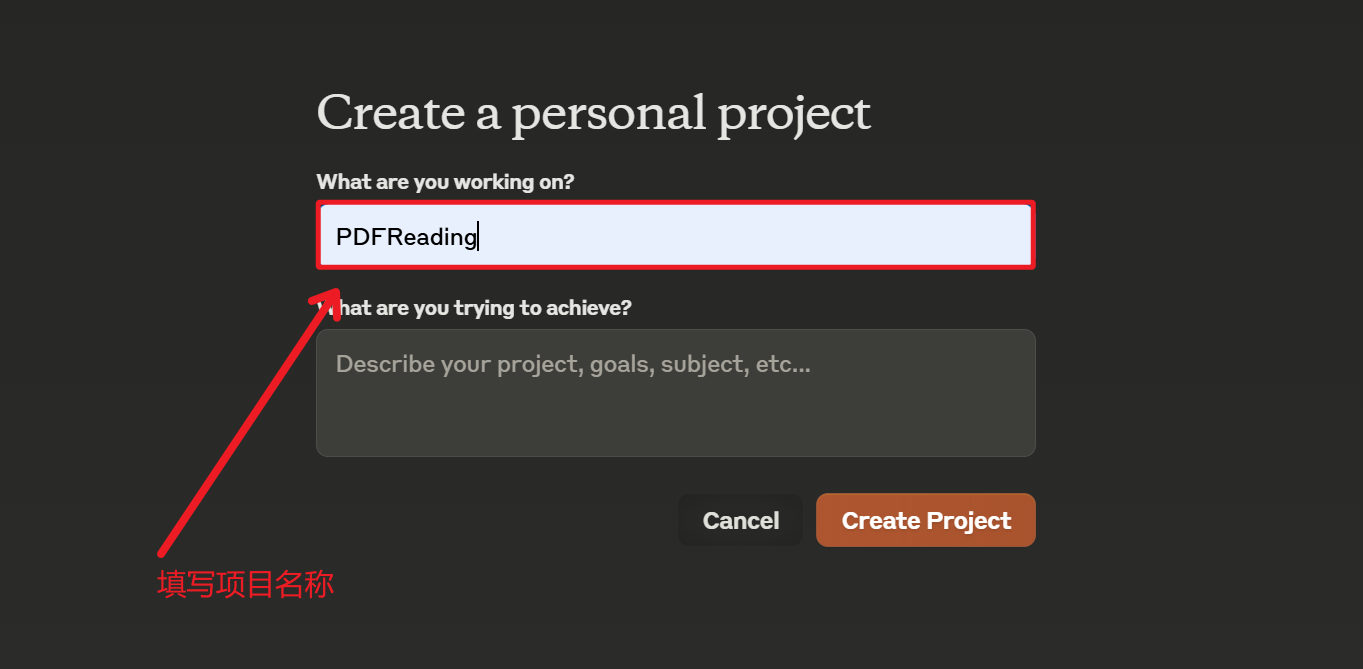 Create a personal project
What are you working on?
PDFReading
What are you trying to achieve?
Describe your project, goals, subject, etc...
Cancel
Create Project
填写项目名称